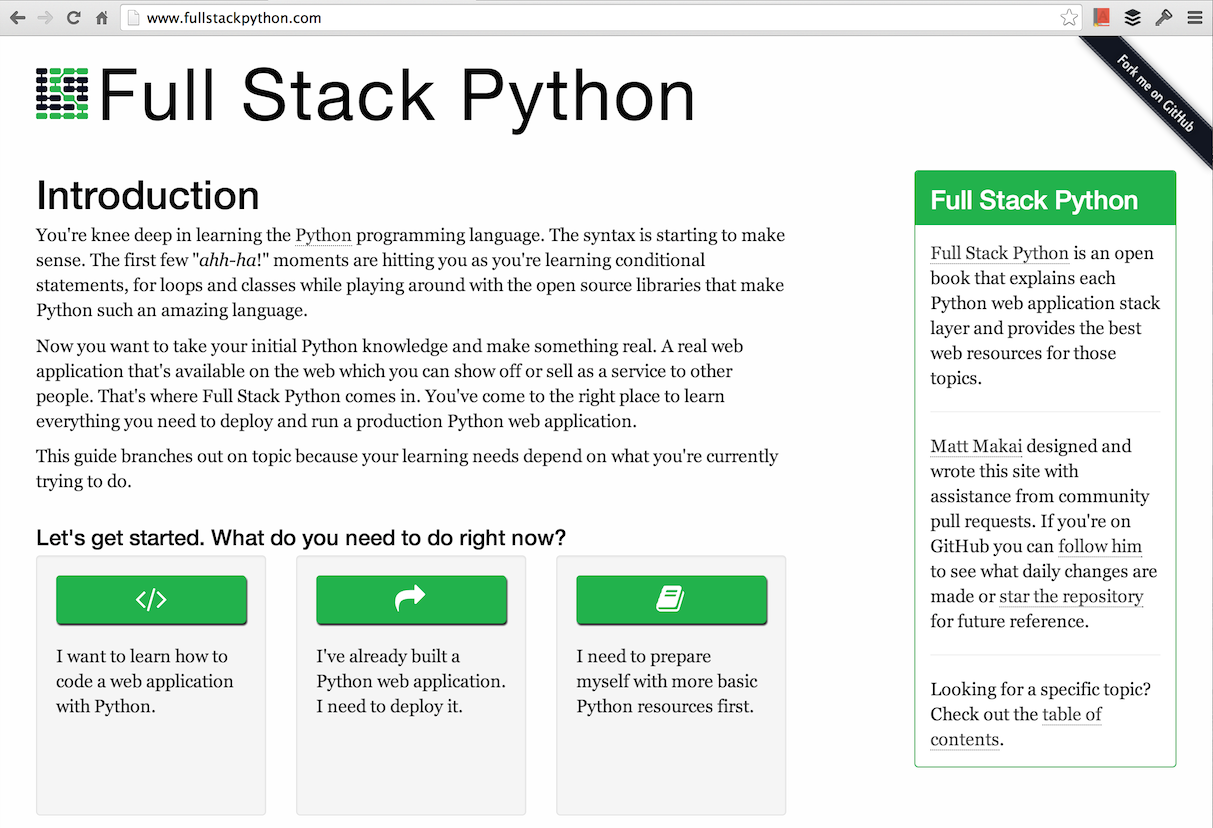 www.fullstackpython.com
Fork me on GitHub
Full Stack Python
Introduction
You're knee deep in learning the Python programming language. The syntax is starting to make
sense. The first few "ahh-ha!" moments are hitting you as you're learning conditional
statements, for loops and classes while playing around with the open source libraries that make
Python such an amazing language.
Now you want to take your initial Python knowledge and make something real. A real web
application that's available on the web which you can show off or sell as a service to other
people. That's where Full Stack Python comes in. You've come to the right place to learn
everything you need to deploy and run a production Python web application.
This guide branches out on topic because your learning needs depend on what you're currently
trying to do.
Let's get started. What do you need to do right now?
</>
I want to learn how to
code a web application
with Python.
I've already built a
Python web application.
I need to deploy it.
I need to prepare
myself with more basic
Python resources first.
Full Stack Python
Full Stack Python is an open
book that explains each
Python web application stack
layer and provides the best
web resources for those
topics.
Matt Makai designed and
wrote this site with
assistance from community
pull requests. If you're on
GitHub you can follow him
to see what daily changes are
made or star the repository
for future reference.
Looking for a specific topic?
Check out the table of
contents.